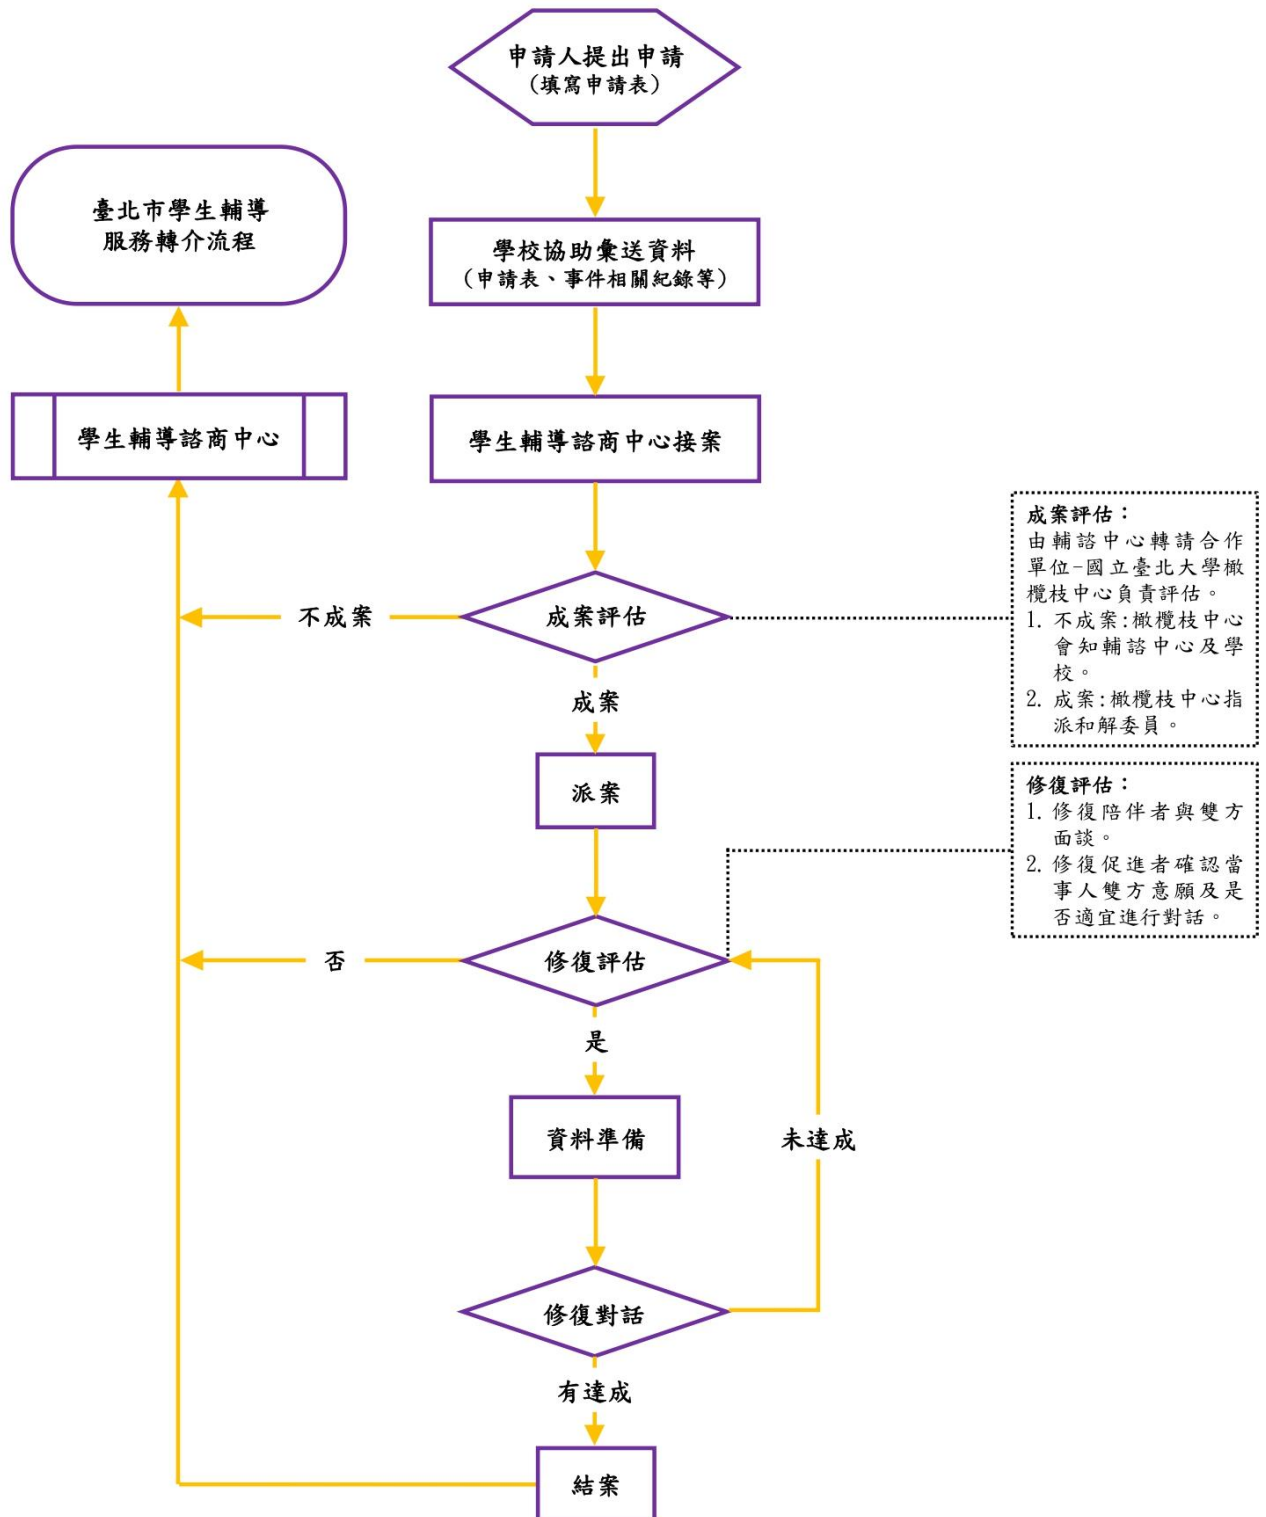 申請人提出申請
(填寫申請表)
臺北市學生輔導
服務轉介流程
學校協助彙送資料
(申請表、事件相關紀錄等)
學生輔導諮商中心
學生輔導諮商中心接案
成案評估：
由輔諮中心轉請合作
單位-國立臺北大學橄
欖枝中心負責評估。
1. 不成案:橄欖枝中心
會知輔諮中心及學
校。
2. 成案:橄欖枝中心指
派和解委員。
不成案
成案評估
成案
派案
修復評估：
1. 修復陪伴者與雙方
面談。
2. 修復促進者確認當
事人雙方意願及是
否適宜進行對話。
否
修復評估
是
資料準備
未達成
修復對話
有達成
結案